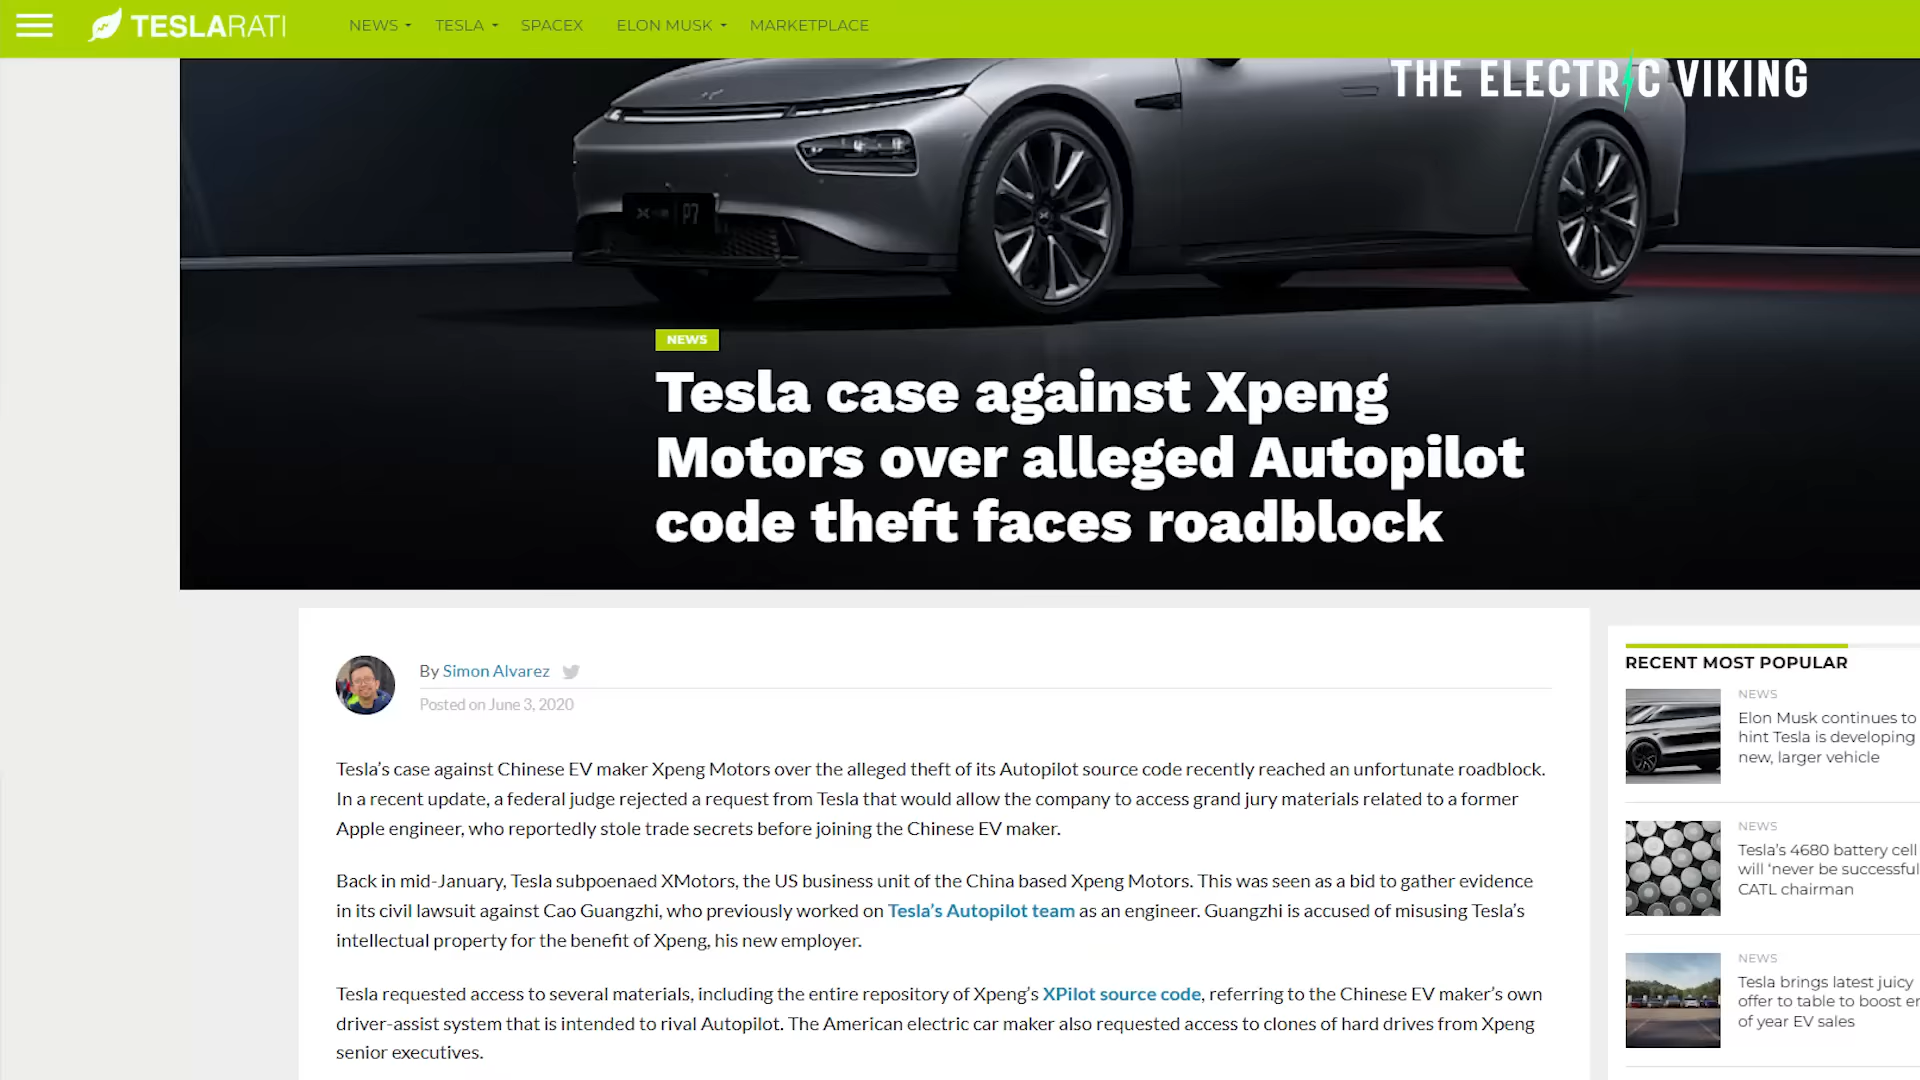 TESLARATI
NEWS TESLA SPACEX ELON MUSK MARKETPLACE
THE ELECTRIC VIKING
P7
NEWS
Tesla case against Xpeng
Motors over alleged Autopilot
code theft faces roadblock
By Simon Alvarez
Posted on June 3, 2020
Tesla’s case against Chinese EV maker Xpeng Motors over the alleged theft of its Autopilot source code recently reached an unfortunate roadblock.
In a recent update, a federal judge rejected a request from Tesla that would allow the company to access grand jury materials related to a former
Apple engineer, who reportedly stole trade secrets before joining the Chinese EV maker.
Back in mid-January, Tesla subpoenaed XMotors, the US business unit of the China based Xpeng Motors. This was seen as a bid to gather evidence
in its civil lawsuit against Cao Guangzhi, who previously worked on Tesla’s Autopilot team as an engineer. Guangzhi is accused of misusing Tesla’s
intellectual property for the benefit of Xpeng, his new employer.
Tesla requested access to several materials, including the entire repository of Xpeng’s XPilot source code, referring to the Chinese EV maker’s own
driver-assist system that is intended to rival Autopilot. The American electric car maker also requested access to clones of hard drives from Xpeng
senior executives.
RECENT MOST POPULAR
NEWS
Elon Musk continues to
hint Tesla is developing
new, larger vehicle
NEWS
Tesla’s 4680 battery cell
will ‘never be successful
CATL chairman
NEWS
Tesla brings latest juicy
offer to table to boost
of year EV sales